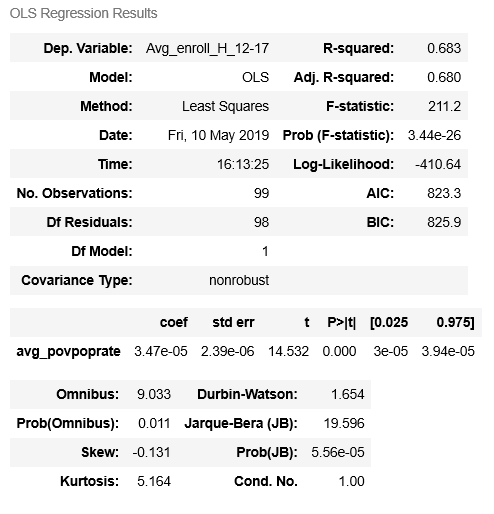 OLS Regression Results
Dep. Variable: Avg_enroll_H_12-17 R-squared: 0.683
Model: OLS Adj. R-squared: 0.680
Method: Least Squares F-statistic: 211.2
Date: Fri, 10 May 2019 Prob (F-statistic): 3.44e-26
Time: 16:13:25 Log-Likelihood: -410.64
No. Observations: 99 AIC: 823.3
Df Residuals: 98 BIC: 825.9
Df Model: 1
Covariance Type: nonrobust
coef std err t P>|t| [0.025 0.975]
avg_povpoprate 3.47e-05 2.39e-06 14.532 0.000 3e-05 3.94e-05
Omnibus: 9.033 Durbin-Watson: 1.654
Prob(Omnibus): 0.011 Jarque-Bera (JB): 19.596
Skew: -0.131 Prob(JB): 5.56e-05
Kurtosis: 5.164 Cond. No. 1.00